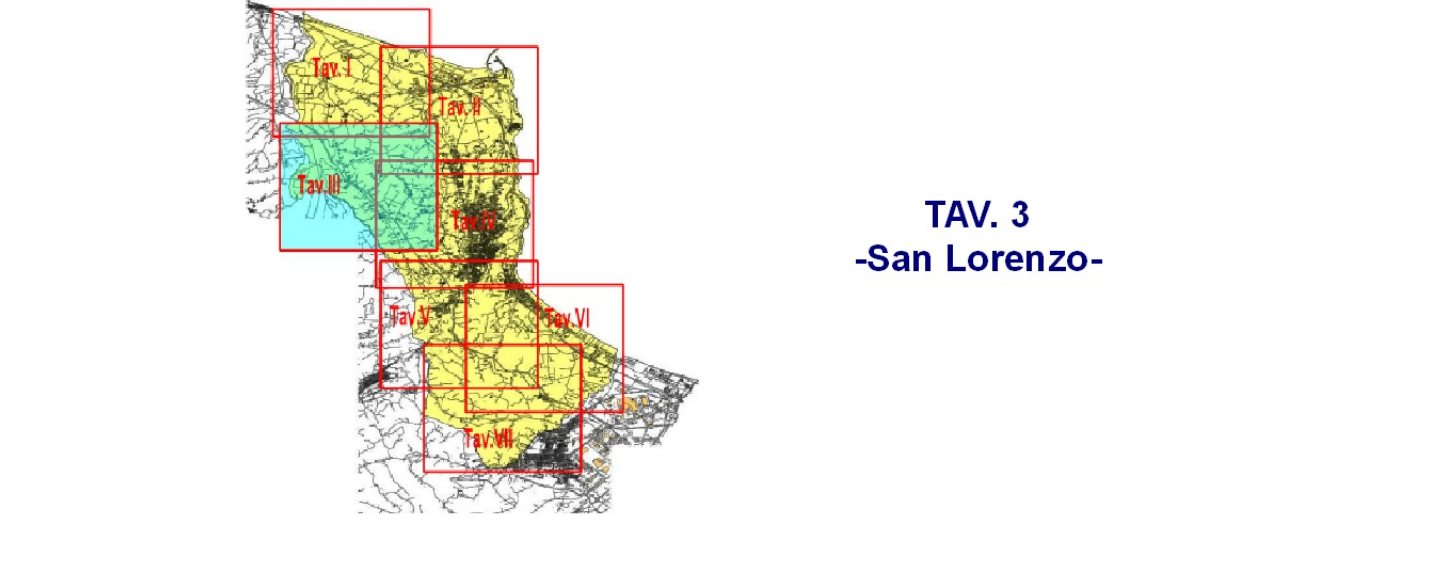 Tav. I
Tav. II
Tav.III
Tav.IV
Tav.V
Tav.VI
Tav.VII
TAV. 3
-San Lorenzo-